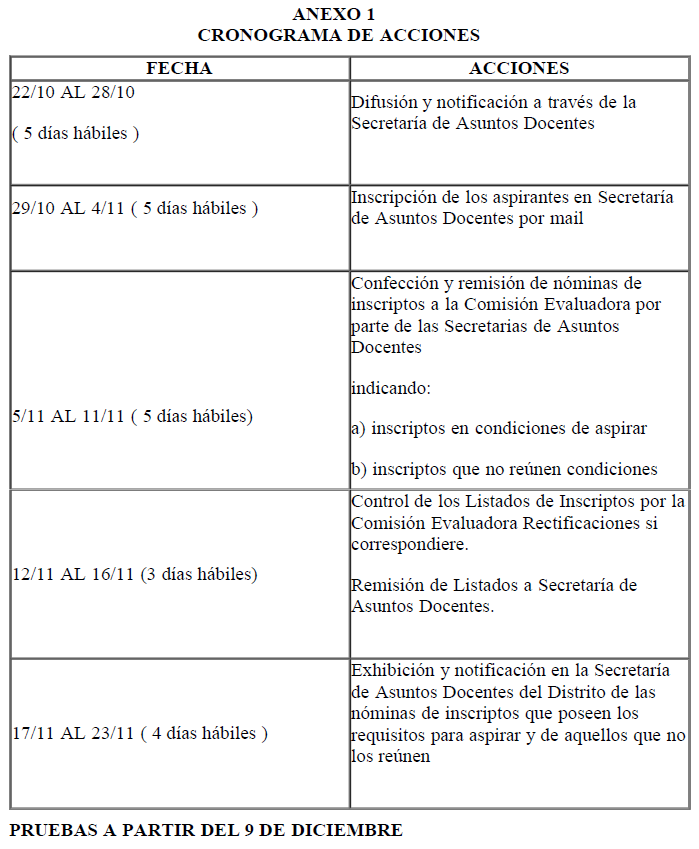 ANEXO 1
CRONOGRAMA DE ACCIONES
FECHA
ACCIONES
22/10 AL 28/10
( 5 días hábiles )
Difusión y notificación a través de la
Secretaría de Asuntos Docentes
29/10 AL 4/11 ( 5 días hábiles )
Inscripción de los aspirantes en Secretaría
de Asuntos Docentes por mail
5/11 AL 11/11 ( 5 días hábiles)
Confección y remisión de nóminas de
inscriptos a la Comisión Evaluadora por
parte de las Secretarias de Asuntos
Docentes
indicando:
a) inscriptos en condiciones de aspirar
b) inscriptos que no reúnen condiciones
12/11 AL 16/11 (3 días hábiles)
Control de los Listados de Inscriptos por la
Comisión Evaluadora Rectificaciones si
correspondiere.
Remisión de Listados a Secretaría de
Asuntos Docentes.
17/11 AL 23/11 ( 4 días hábiles )
Exhibición y notificación en la Secretaría
de Asuntos Docentes del Distrito de las
nóminas de inscriptos que poseen los
requisitos para aspirar y de aquellos que no
los reúnen
PRUEBAS A PARTIR DEL 9 DE DICIEMBRE